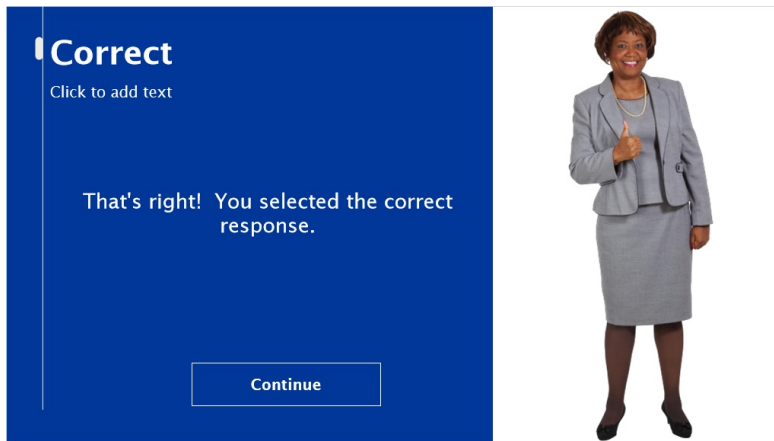 Correct
Click to add text
That's right!  You selected the correct
response.
Continue